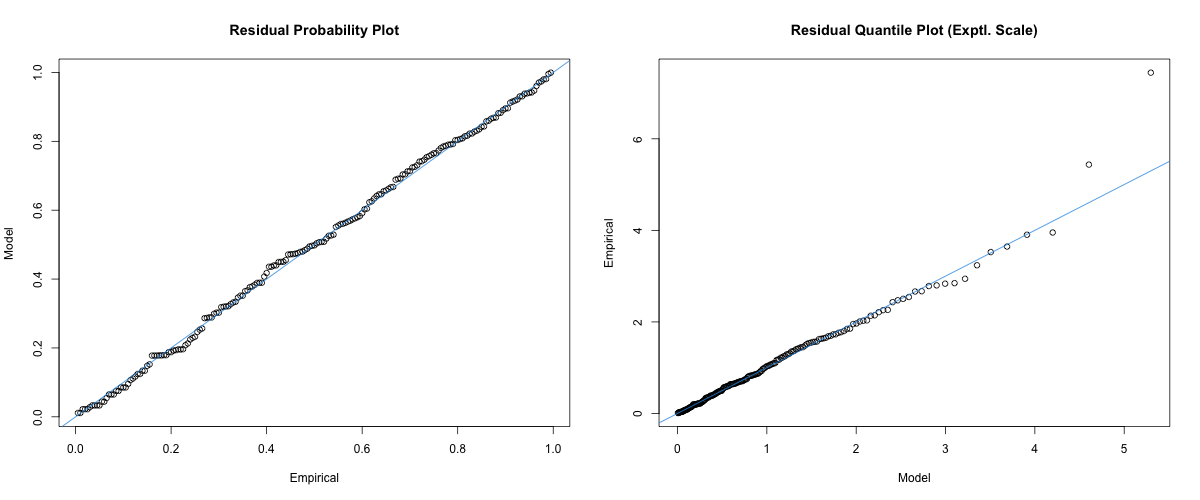 Residual Probability Plot
Model
1.0
0.8
0.6
0.4
0.2
0.0
0.0 0.2 0.4 0.6 0.8 1.0
Empirical
Residual Quantile Plot (Exptl. Scale)
Empirical
6
4
2
0
0 1 2 3 4 5
Model